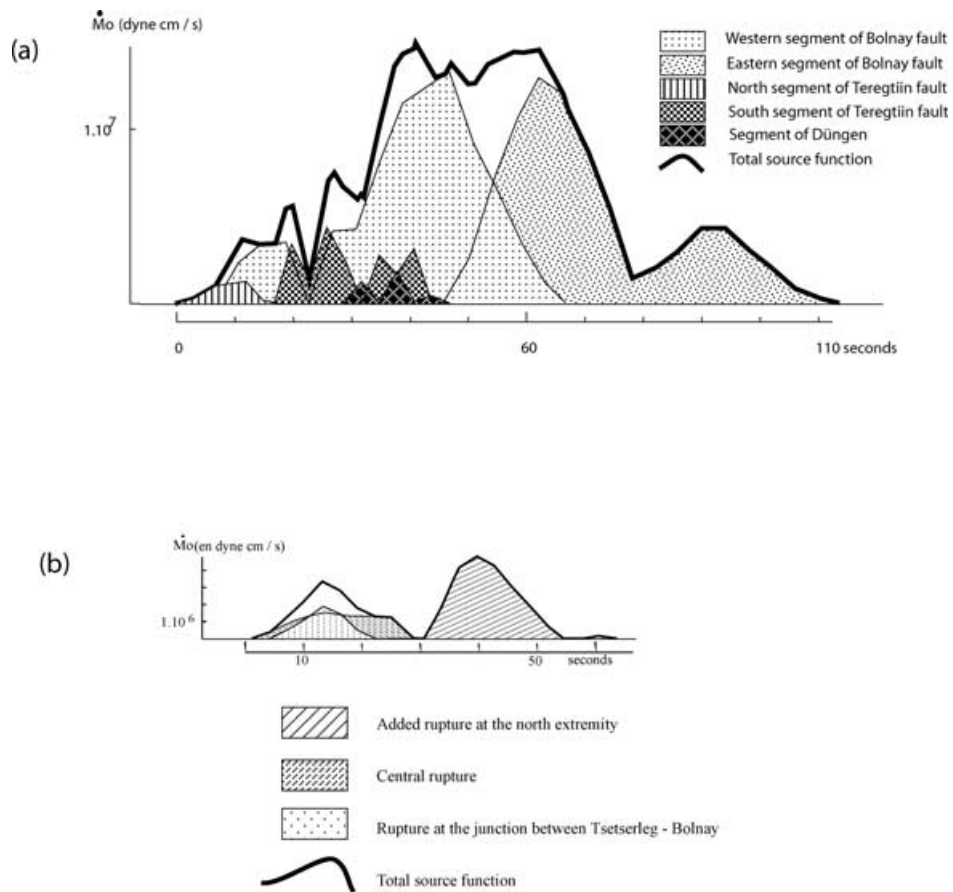 (a)
Mo (dyne cm / s)
1.10⁷
Western segment of Bolnay fault
Eastern segment of Bolnay fault
North segment of Teregtiin fault
South segment of Teregtiin fault
Segment of Düngen
Total source function
0 60 110 seconds
(b)
Mo(en dyne cm / s)
1.10⁶
10 50 seconds
Added rupture at the north extremity
Central rupture
Rupture at the junction between Tsetserleg - Bolnay
Total source function